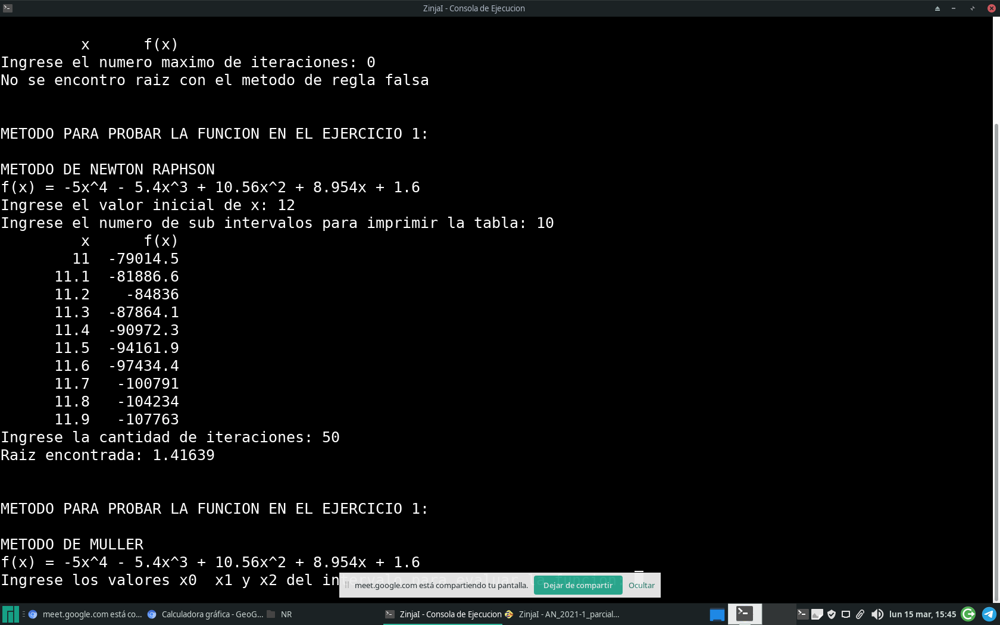 ZinjaI - Consola de Ejecucion
x f(x)
Ingrese el numero maximo de iteraciones: 0
No se encontro raiz con el metodo de regla falsa
METODO PARA PROBAR LA FUNCION EN EL EJERCICIO 1:
METODO DE NEWTON RAPHSON
f(x) = -5x^4 - 5.4x^3 + 10.56x^2 + 8.954x + 1.6
Ingrese el valor inicial de x: 12
Ingrese el numero de sub intervalos para imprimir la tabla: 10
x f(x)
11 -79014.5
11.1 -81886.6
11.2 -84836
11.3 -87864.1
11.4 -90972.3
11.5 -94161.9
11.6 -97434.4
11.7 -100791
11.8 -104234
11.9 -107763
Ingrese la cantidad de iteraciones: 50
Raiz encontrada: 1.41639
METODO PARA PROBAR LA FUNCION EN EL EJERCICIO 1:
METODO DE MULLER
f(x) = -5x^4 - 5.4x^3 + 10.56x^2 + 8.954x + 1.6
Ingrese los valores x0 x1 y x2 del intervalo para evaluar la funcion:
meet.google.com está compartiendo tu pantalla. Dejar de compartir Ocultar
meet.google.com está co... Calculadora gráfica - GeoG... NR ZinjaI - Consola de Ejecucion ZinjaI - AN_2021-1_parcial... lun 15 mar, 15:45